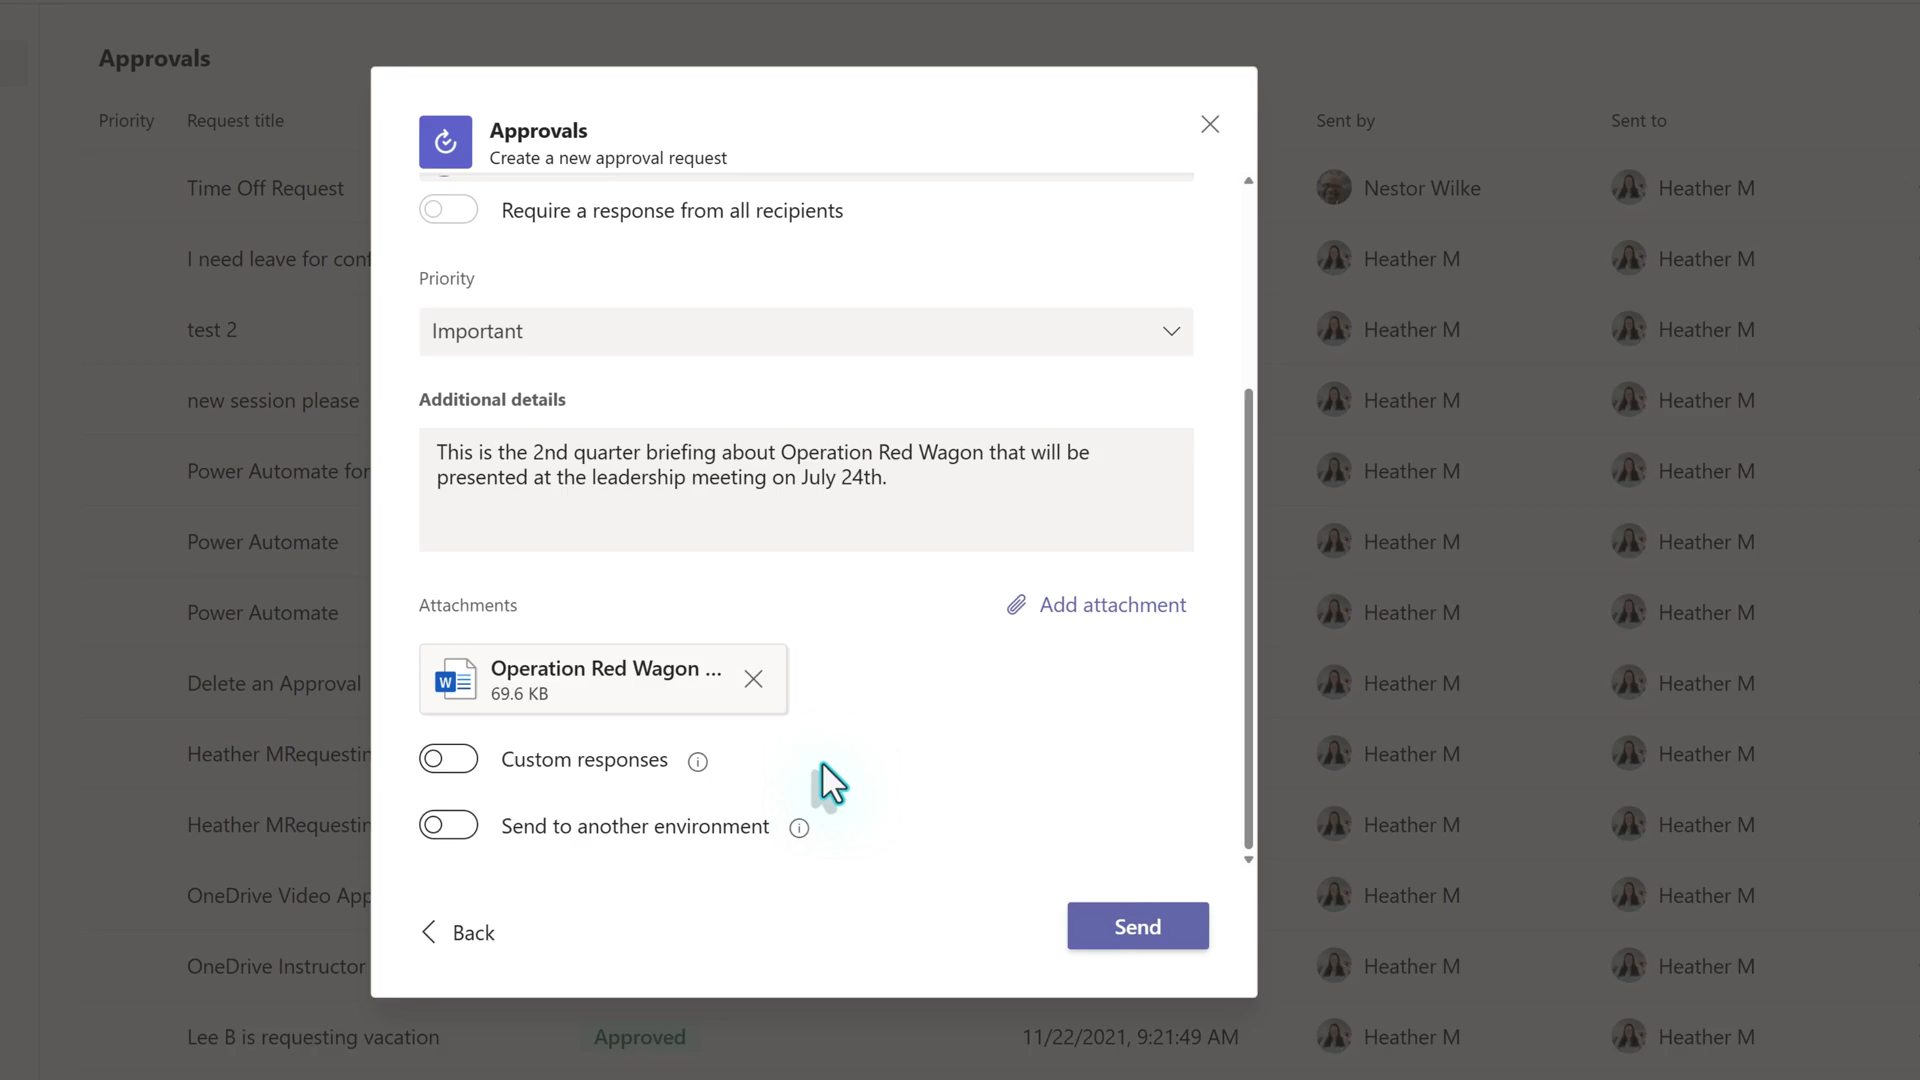 Approvals
Priority
Request title
Sent by
Sent to
Time Off Request
Nestor Wilke
Heather M
I need leave for conf
Heather M
Heather M
test 2
Heather M
Heather M
new session please
Heather M
Heather M
Power Automate for
Heather M
Heather M
Power Automate
Heather M
Heather M
Power Automate
Heather M
Heather M
Delete an Approval
Heather M
Heather M
Heather MRequestin
Heather M
Heather M
Heather MRequestin
Heather M
Heather M
OneDrive Video App
Heather M
Heather M
OneDrive Instructor
Heather M
Heather M
Lee B is requesting vacation
Approved
11/22/2021, 9:21:49 AM
Heather M
Heather M
Approvals
Create a new approval request
Require a response from all recipients
Priority
Important
Additional details
This is the 2nd quarter briefing about Operation Red Wagon that will be
presented at the leadership meeting on July 24th.
Attachments
Add attachment
W
Operation Red Wagon ...
69.6 KB
Custom responses
Send to another environment
Back
Send